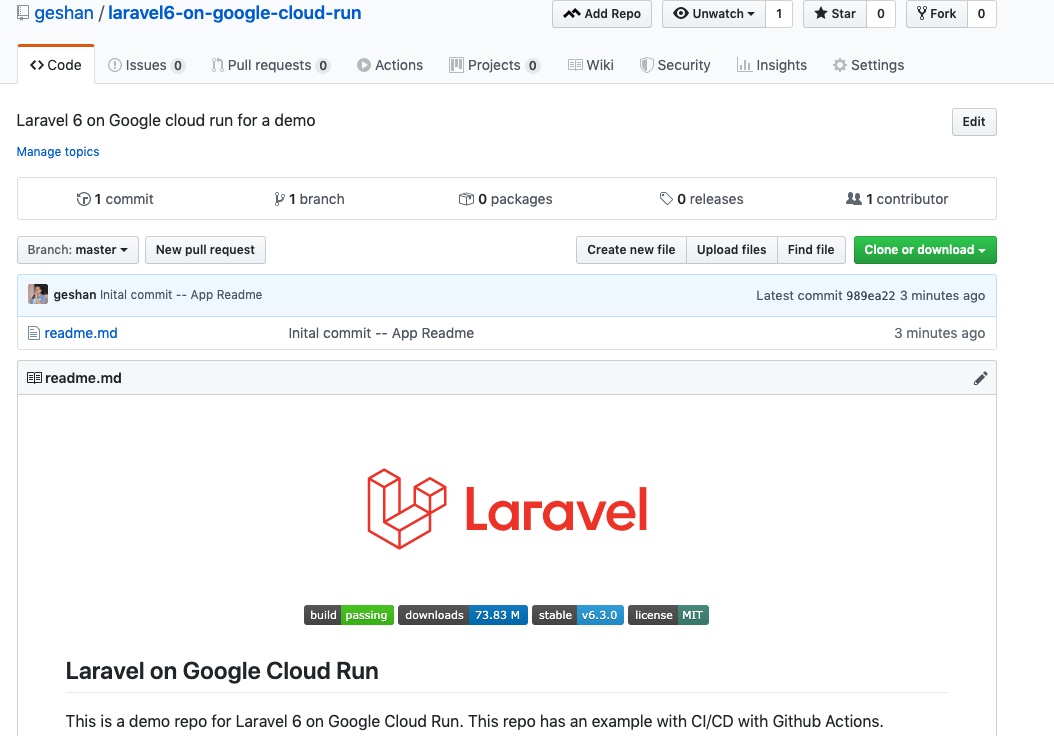 geshan / laravel6-on-google-cloud-run Add Repo Unwatch 1 Star 0 Fork 0
Code Issues 0 Pull requests 0 Actions Projects 0 Wiki Security Insights Settings
Laravel 6 on Google cloud run for a demo Edit
Manage topics
1 commit 1 branch 0 packages 0 releases 1 contributor
Branch: master New pull request Create new file Upload files Find file Clone or download
geshan Inital commit -- App Readme Latest commit 989ea22 3 minutes ago
readme.md Inital commit -- App Readme 3 minutes ago
readme.md
Laravel
build passing downloads 73.83 M stable v6.3.0 license MIT
Laravel on Google Cloud Run
This is a demo repo for Laravel 6 on Google Cloud Run. This repo has an example with CI/CD with Github Actions.